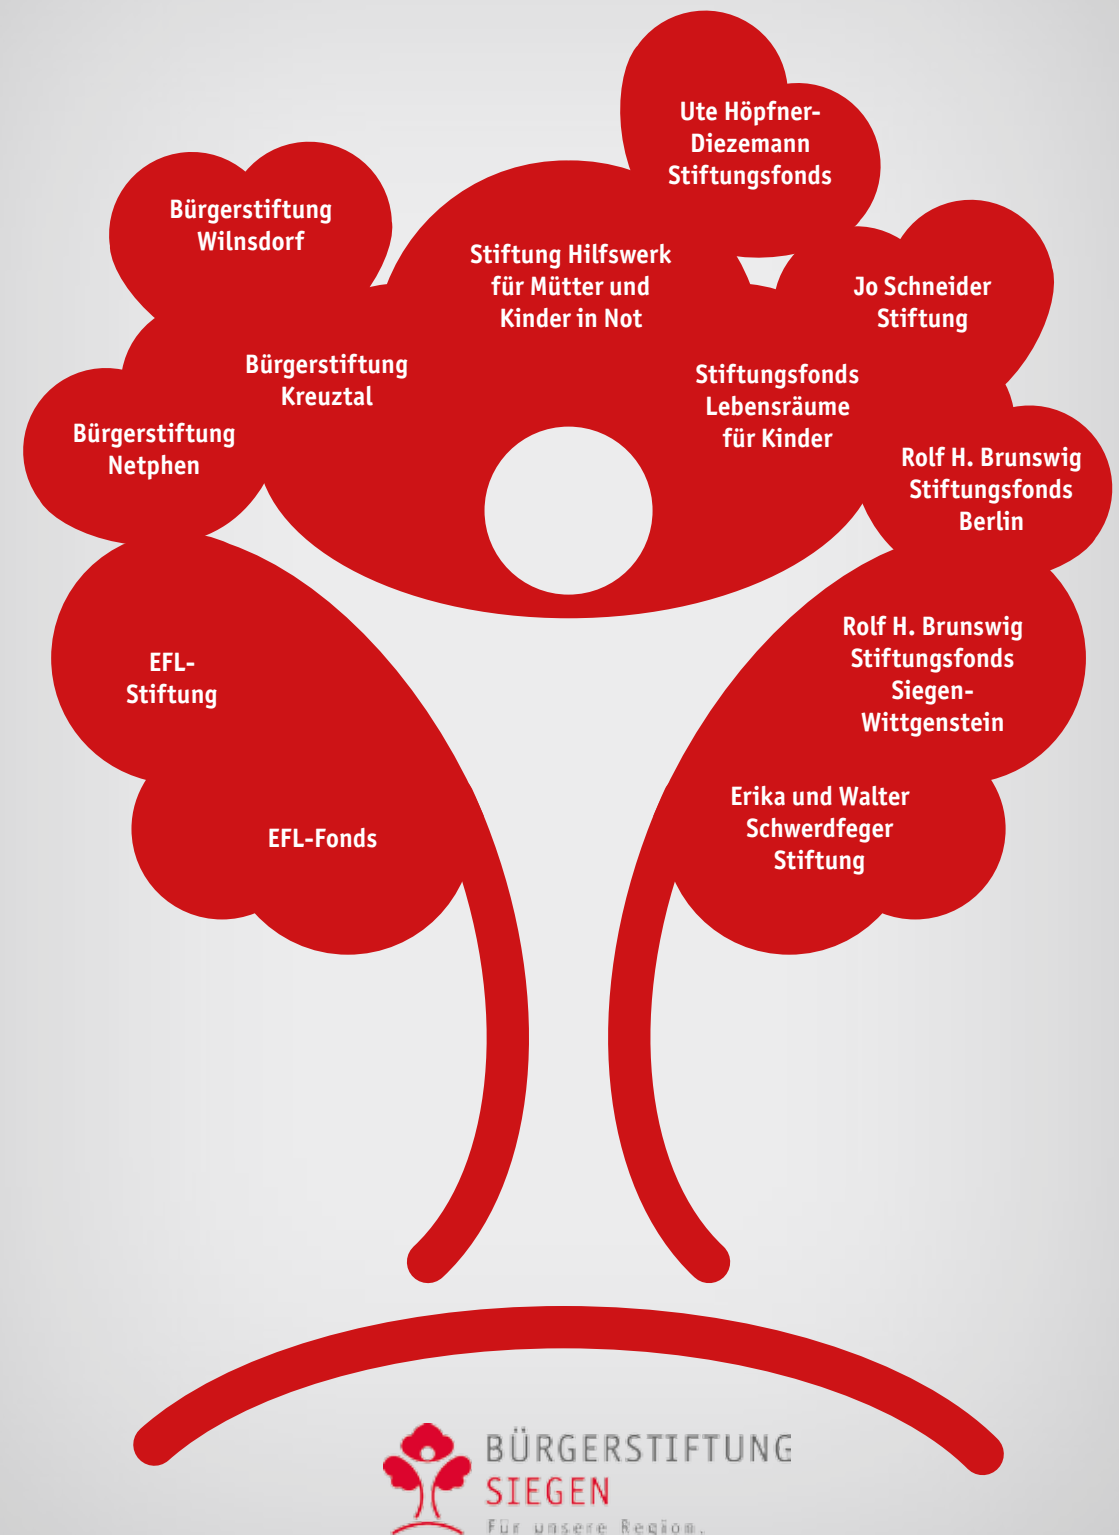 Ute Höpfner-
Diezemann
Stiftungsfonds
Bürgerstiftung
Wilnsdorf
Stiftung Hilfswerk
für Mütter und
Kinder in Not
Jo Schneider
Stiftung
Bürgerstiftung
Kreuztal
Stiftungsfonds
Lebensräume
für Kinder
Bürgerstiftung
Netphen
Rolf H. Brunswig
Stiftungsfonds
Berlin
EFL-
Stiftung
Rolf H. Brunswig
Stiftungsfonds
Siegen-
Wittgenstein
EFL-Fonds
Erika und Walter
Schwerdfeger
Stiftung
BÜRGERSTIFTUNG
SIEGEN
Für unsere Region.